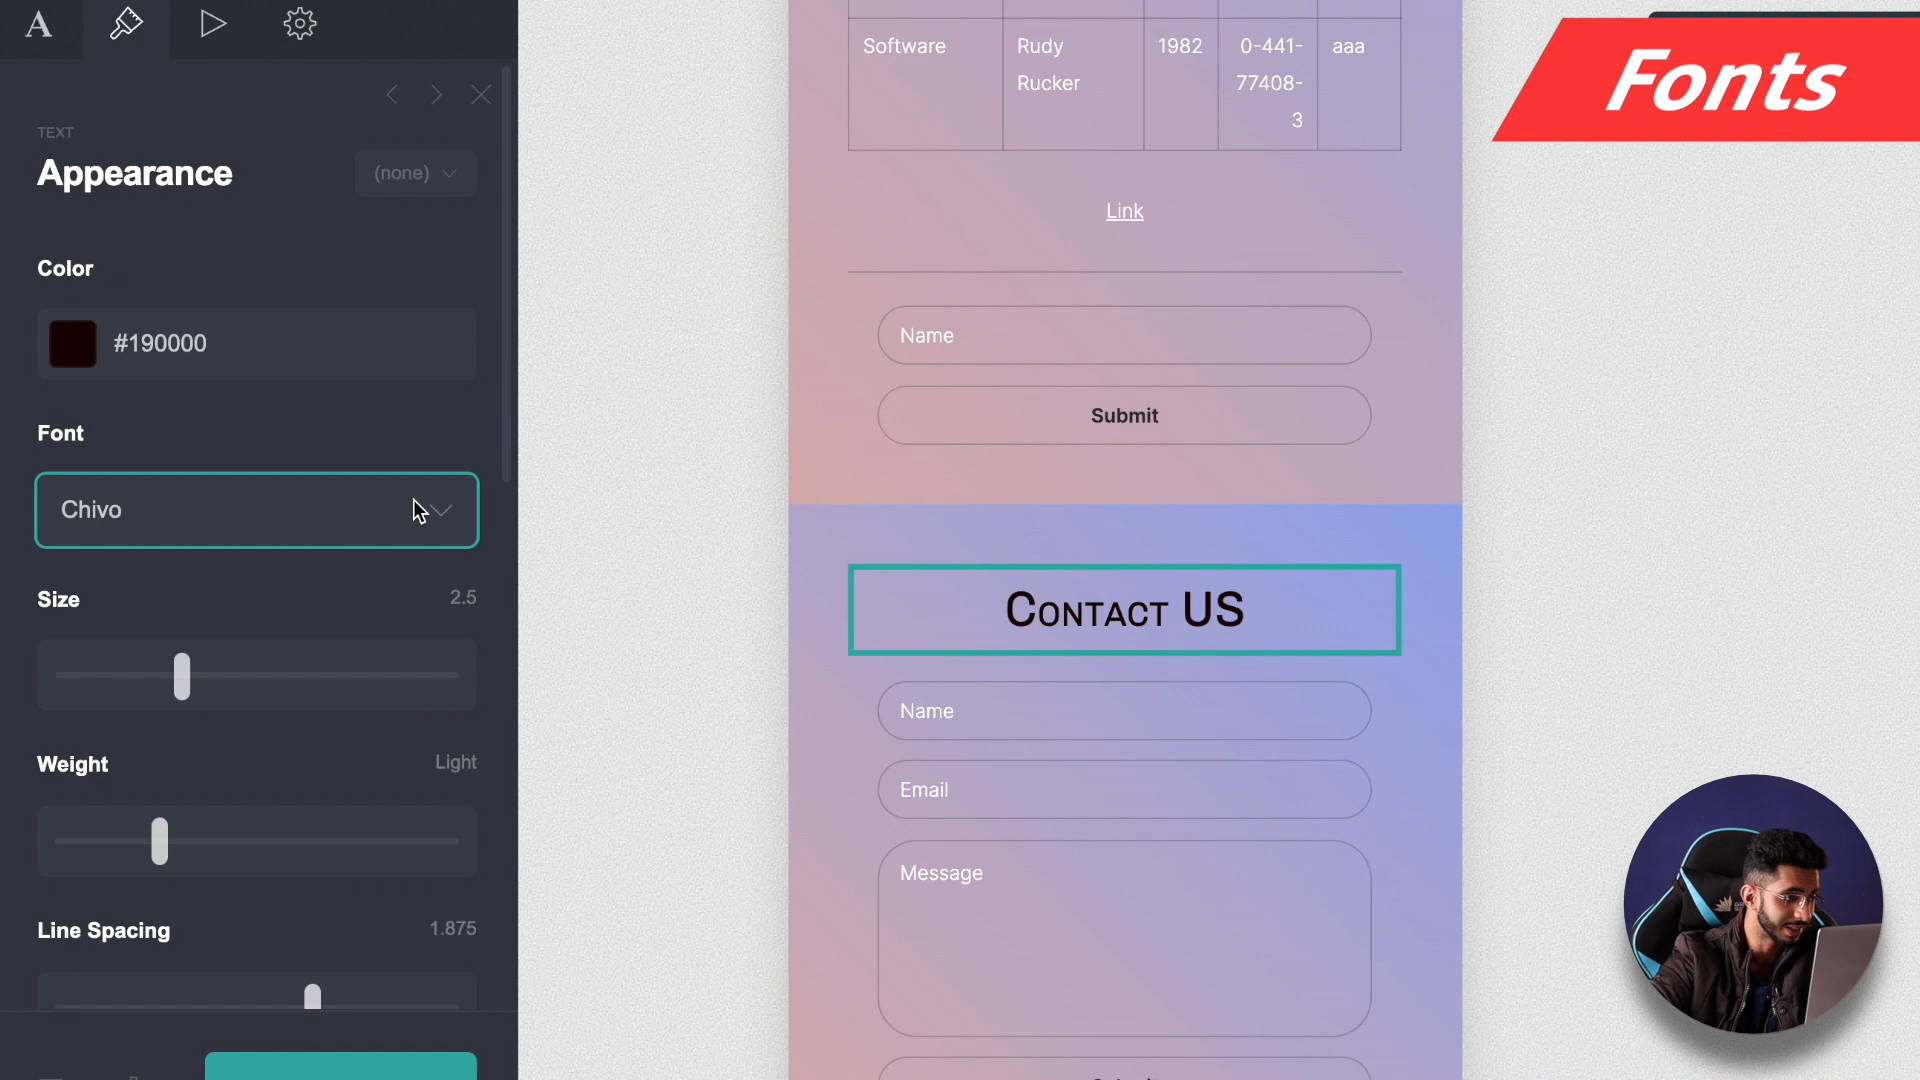 A
TEXT
Appearance
(none)
Color
#190000
Font
Chivo
Size
2.5
Weight
Light
Line Spacing
1.875
Software
Rudy
Rucker
1982
0-441-
77408-
3
aaa
Link
Name
Submit
Contact US
Name
Email
Message
Fonts